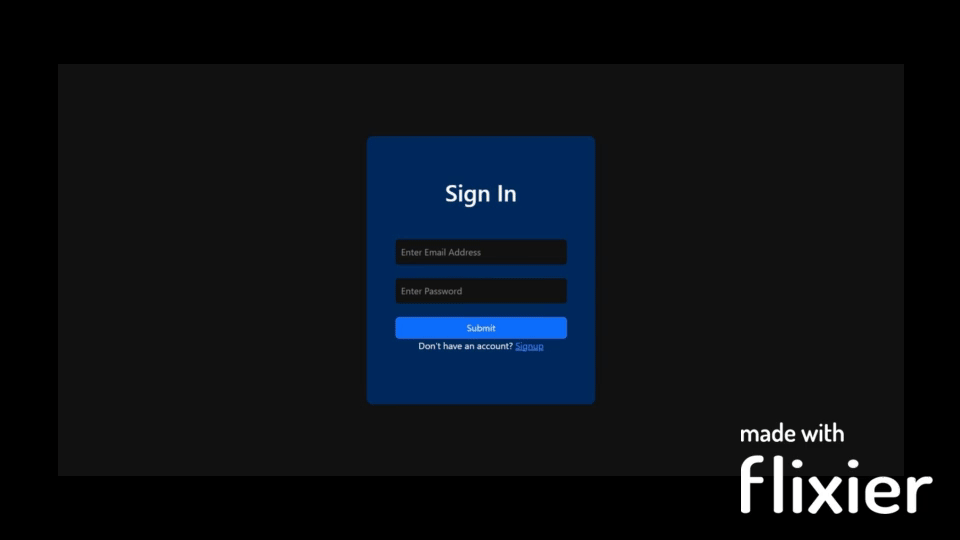 Sign In
Enter Email Address
Enter Password
Submit
Don't have an account? Signup
made with
flixier